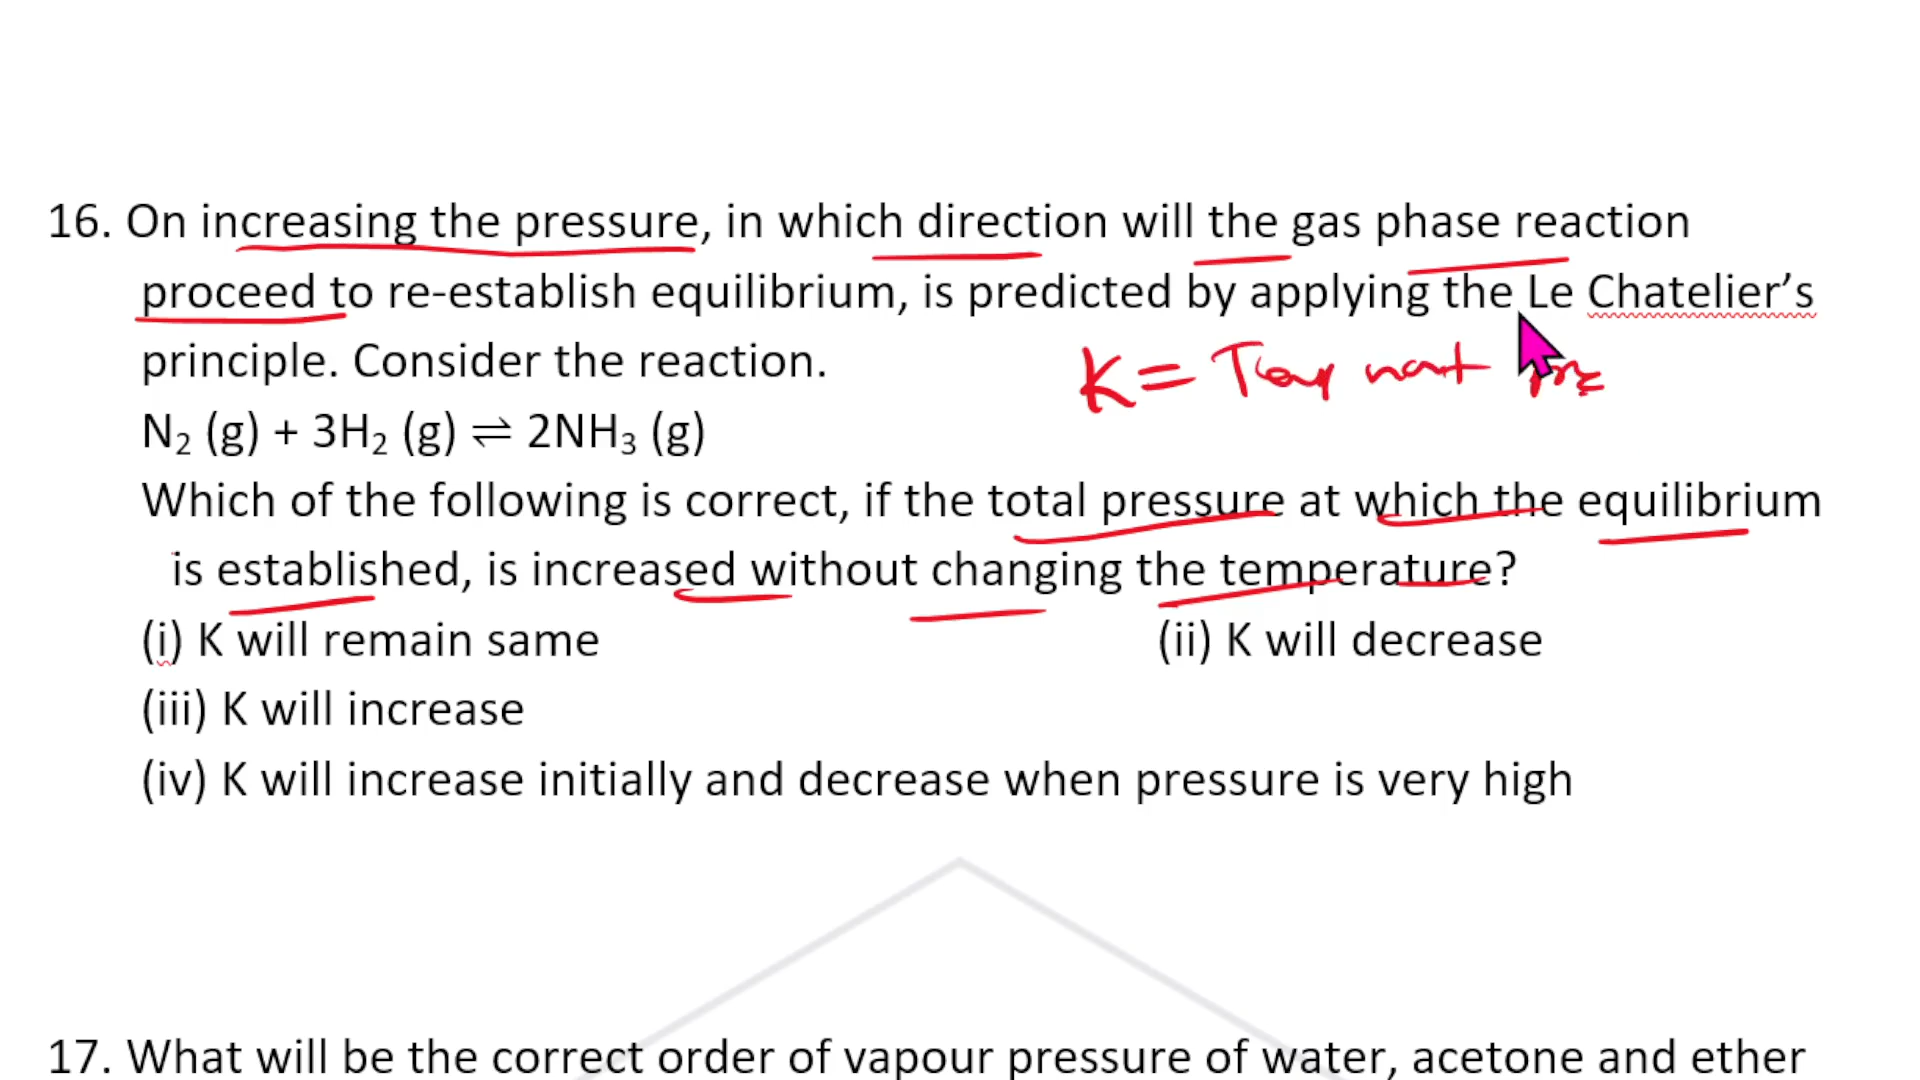 16. On increasing the pressure, in which direction will the gas phase reaction
proceed to re-establish equilibrium, is predicted by applying the Le Chatelier’s
principle. Consider the reaction.
K =
N₂ (g) + 3H₂ (g) ⇌ 2NH₃ (g)
Which of the following is correct, if the total pressure at which the equilibrium
is established, is increased without changing the temperature?
(i) K will remain same (ii) K will decrease
(iii) K will increase
(iv) K will increase initially and decrease when pressure is very high
17. What will be the correct order of vapour pressure of water, acetone and ether